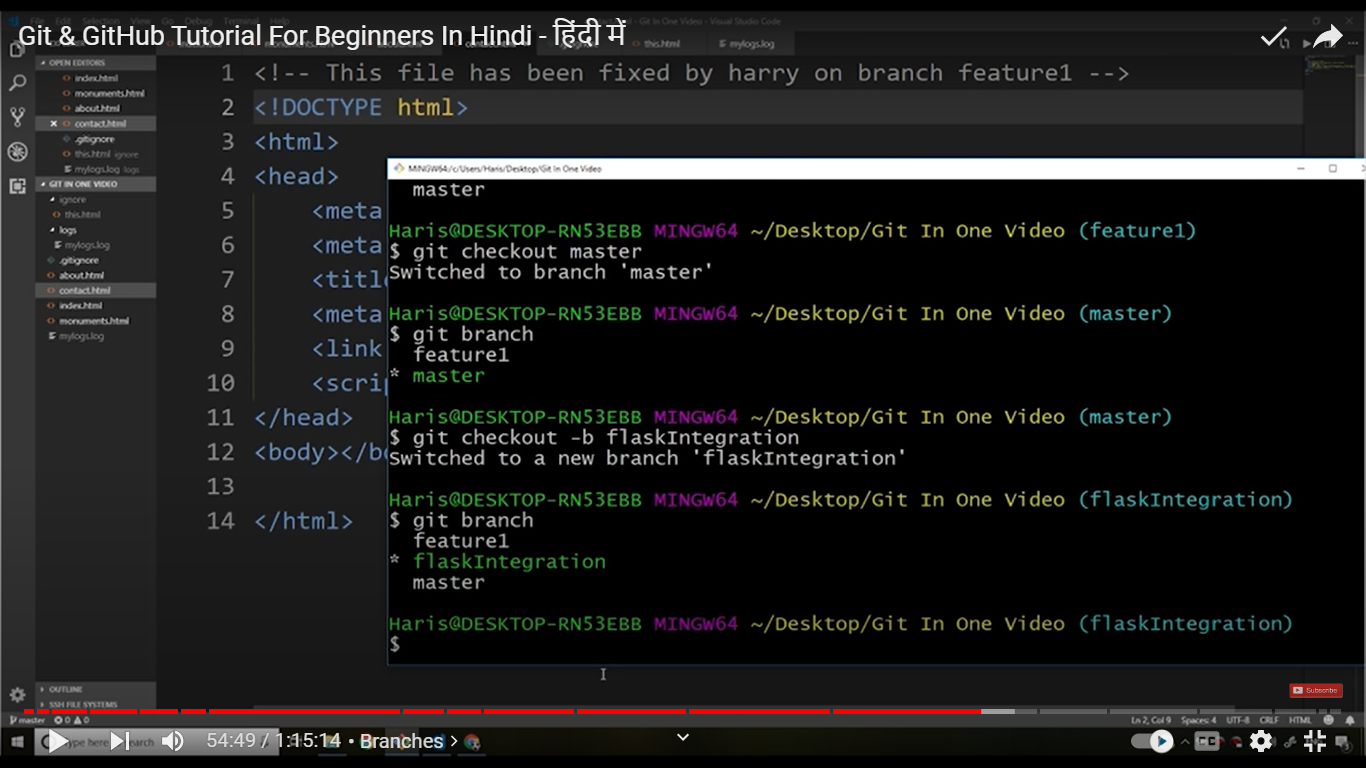 Git & GitHub Tutorial For Beginners In Hindi - हिंदी में
this.html
mylogs.log
OPEN EDITORS
index.html
monuments.html
about.html
contact.html
.gitignore
this.html ignore
mylogs.log logs
GIT IN ONE VIDEO
ignore
this.html
logs
mylogs.log
.gitignore
about.html
contact.html
index.html
monuments.html
mylogs.log
OUTLINE
SSH FILE SYSTEMS
1 <!-- This file has been fixed by harry on branch feature1 -->
2 <!DOCTYPE html>
3 <html>
4 <head>
5 <meta
6 <meta
7 <title
8 <meta
9 <link
10 <scrip
11 </head>
12 <body></bo
13
14 </html>
MINGW64:/c/Users/Haris/Desktop/Git In One Video
master
Haris@DESKTOP-RN53EBB MINGW64 ~/Desktop/Git In One Video (feature1)
$ git checkout master
Switched to branch 'master'
Haris@DESKTOP-RN53EBB MINGW64 ~/Desktop/Git In One Video (master)
$ git branch
feature1
* master
Haris@DESKTOP-RN53EBB MINGW64 ~/Desktop/Git In One Video (master)
$ git checkout -b flaskIntegration
Switched to a new branch 'flaskIntegration'
Haris@DESKTOP-RN53EBB MINGW64 ~/Desktop/Git In One Video (flaskIntegration)
$ git branch
feature1
* flaskIntegration
master
Haris@DESKTOP-RN53EBB MINGW64 ~/Desktop/Git In One Video (flaskIntegration)
$
Subscribe
master 0 0
Ln 2, Col 9 Spaces: 4 UTF-8 CRLF HTML
54:49 / 1:15:14 • Branches
CC